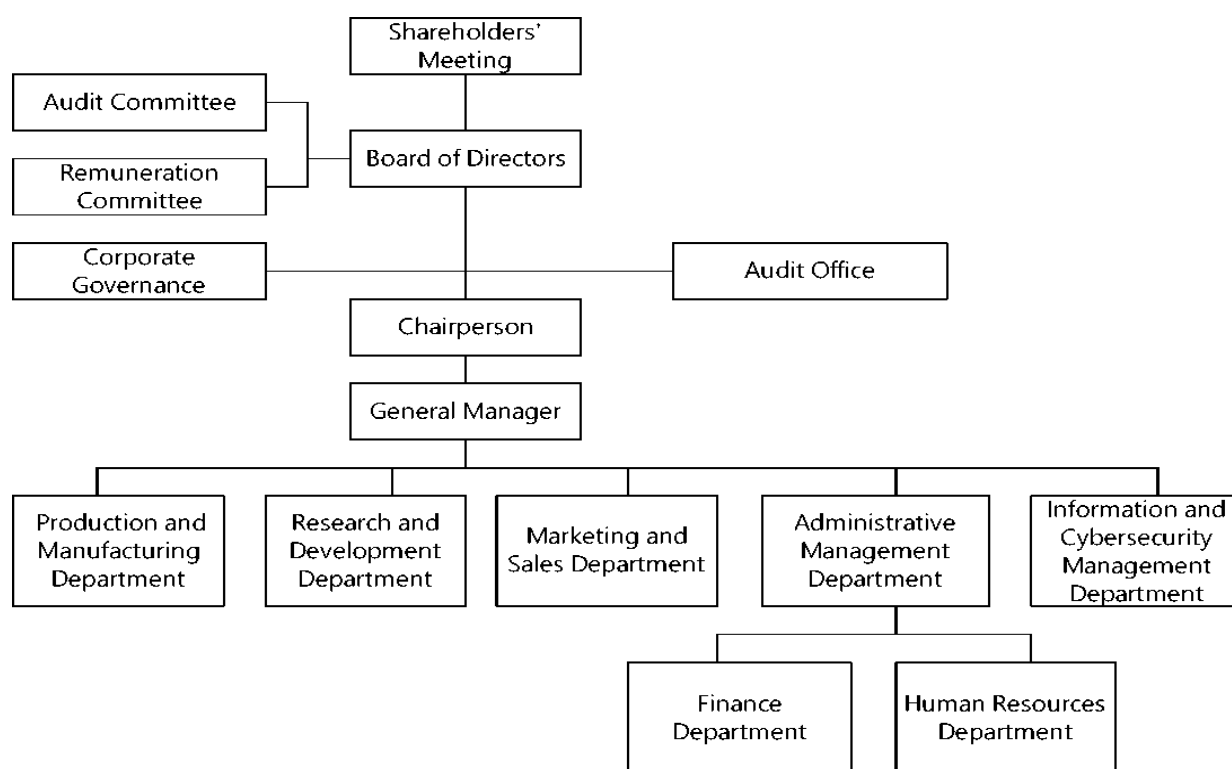 Shareholders'
Meeting
Audit Committee
Board of Directors
Remuneration
Committee
Corporate
Governance
Audit Office
Chairperson
General Manager
Production and
Manufacturing
Department
Research and
Development
Department
Marketing and
Sales Department
Administrative
Management
Department
Information and
Cybersecurity
Management
Department
Finance
Department
Human Resources
Department